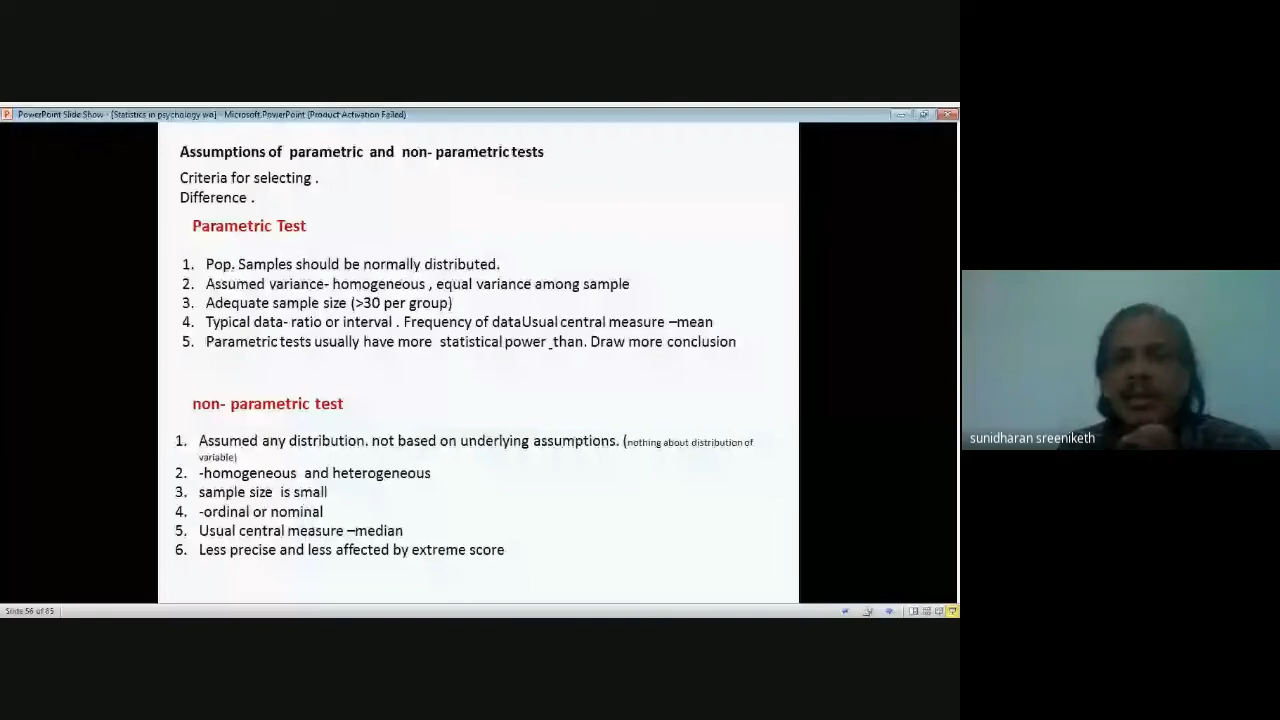 PowerPoint Slide Show - [Statistics in psychology wo] - Microsoft PowerPoint (Product Activation Failed)
Assumptions of parametric and non- parametric tests
Criteria for selecting .
Difference .
Parametric Test
1. Pop. Samples should be normally distributed.
2. Assumed variance- homogeneous , equal variance among sample
3. Adequate sample size (>30 per group)
4. Typical data- ratio or interval . Frequency of dataUsual central measure –mean
5. Parametric tests usually have more statistical power than. Draw more conclusion
non- parametric test
1. Assumed any distribution. not based on underlying assumptions. (nothing about distribution of
variable)
2. -homogeneous and heterogeneous
3. sample size is small
4. -ordinal or nominal
5. Usual central measure –median
6. Less precise and less affected by extreme score
sunidharan sreeniketh
Slide 56 of 65